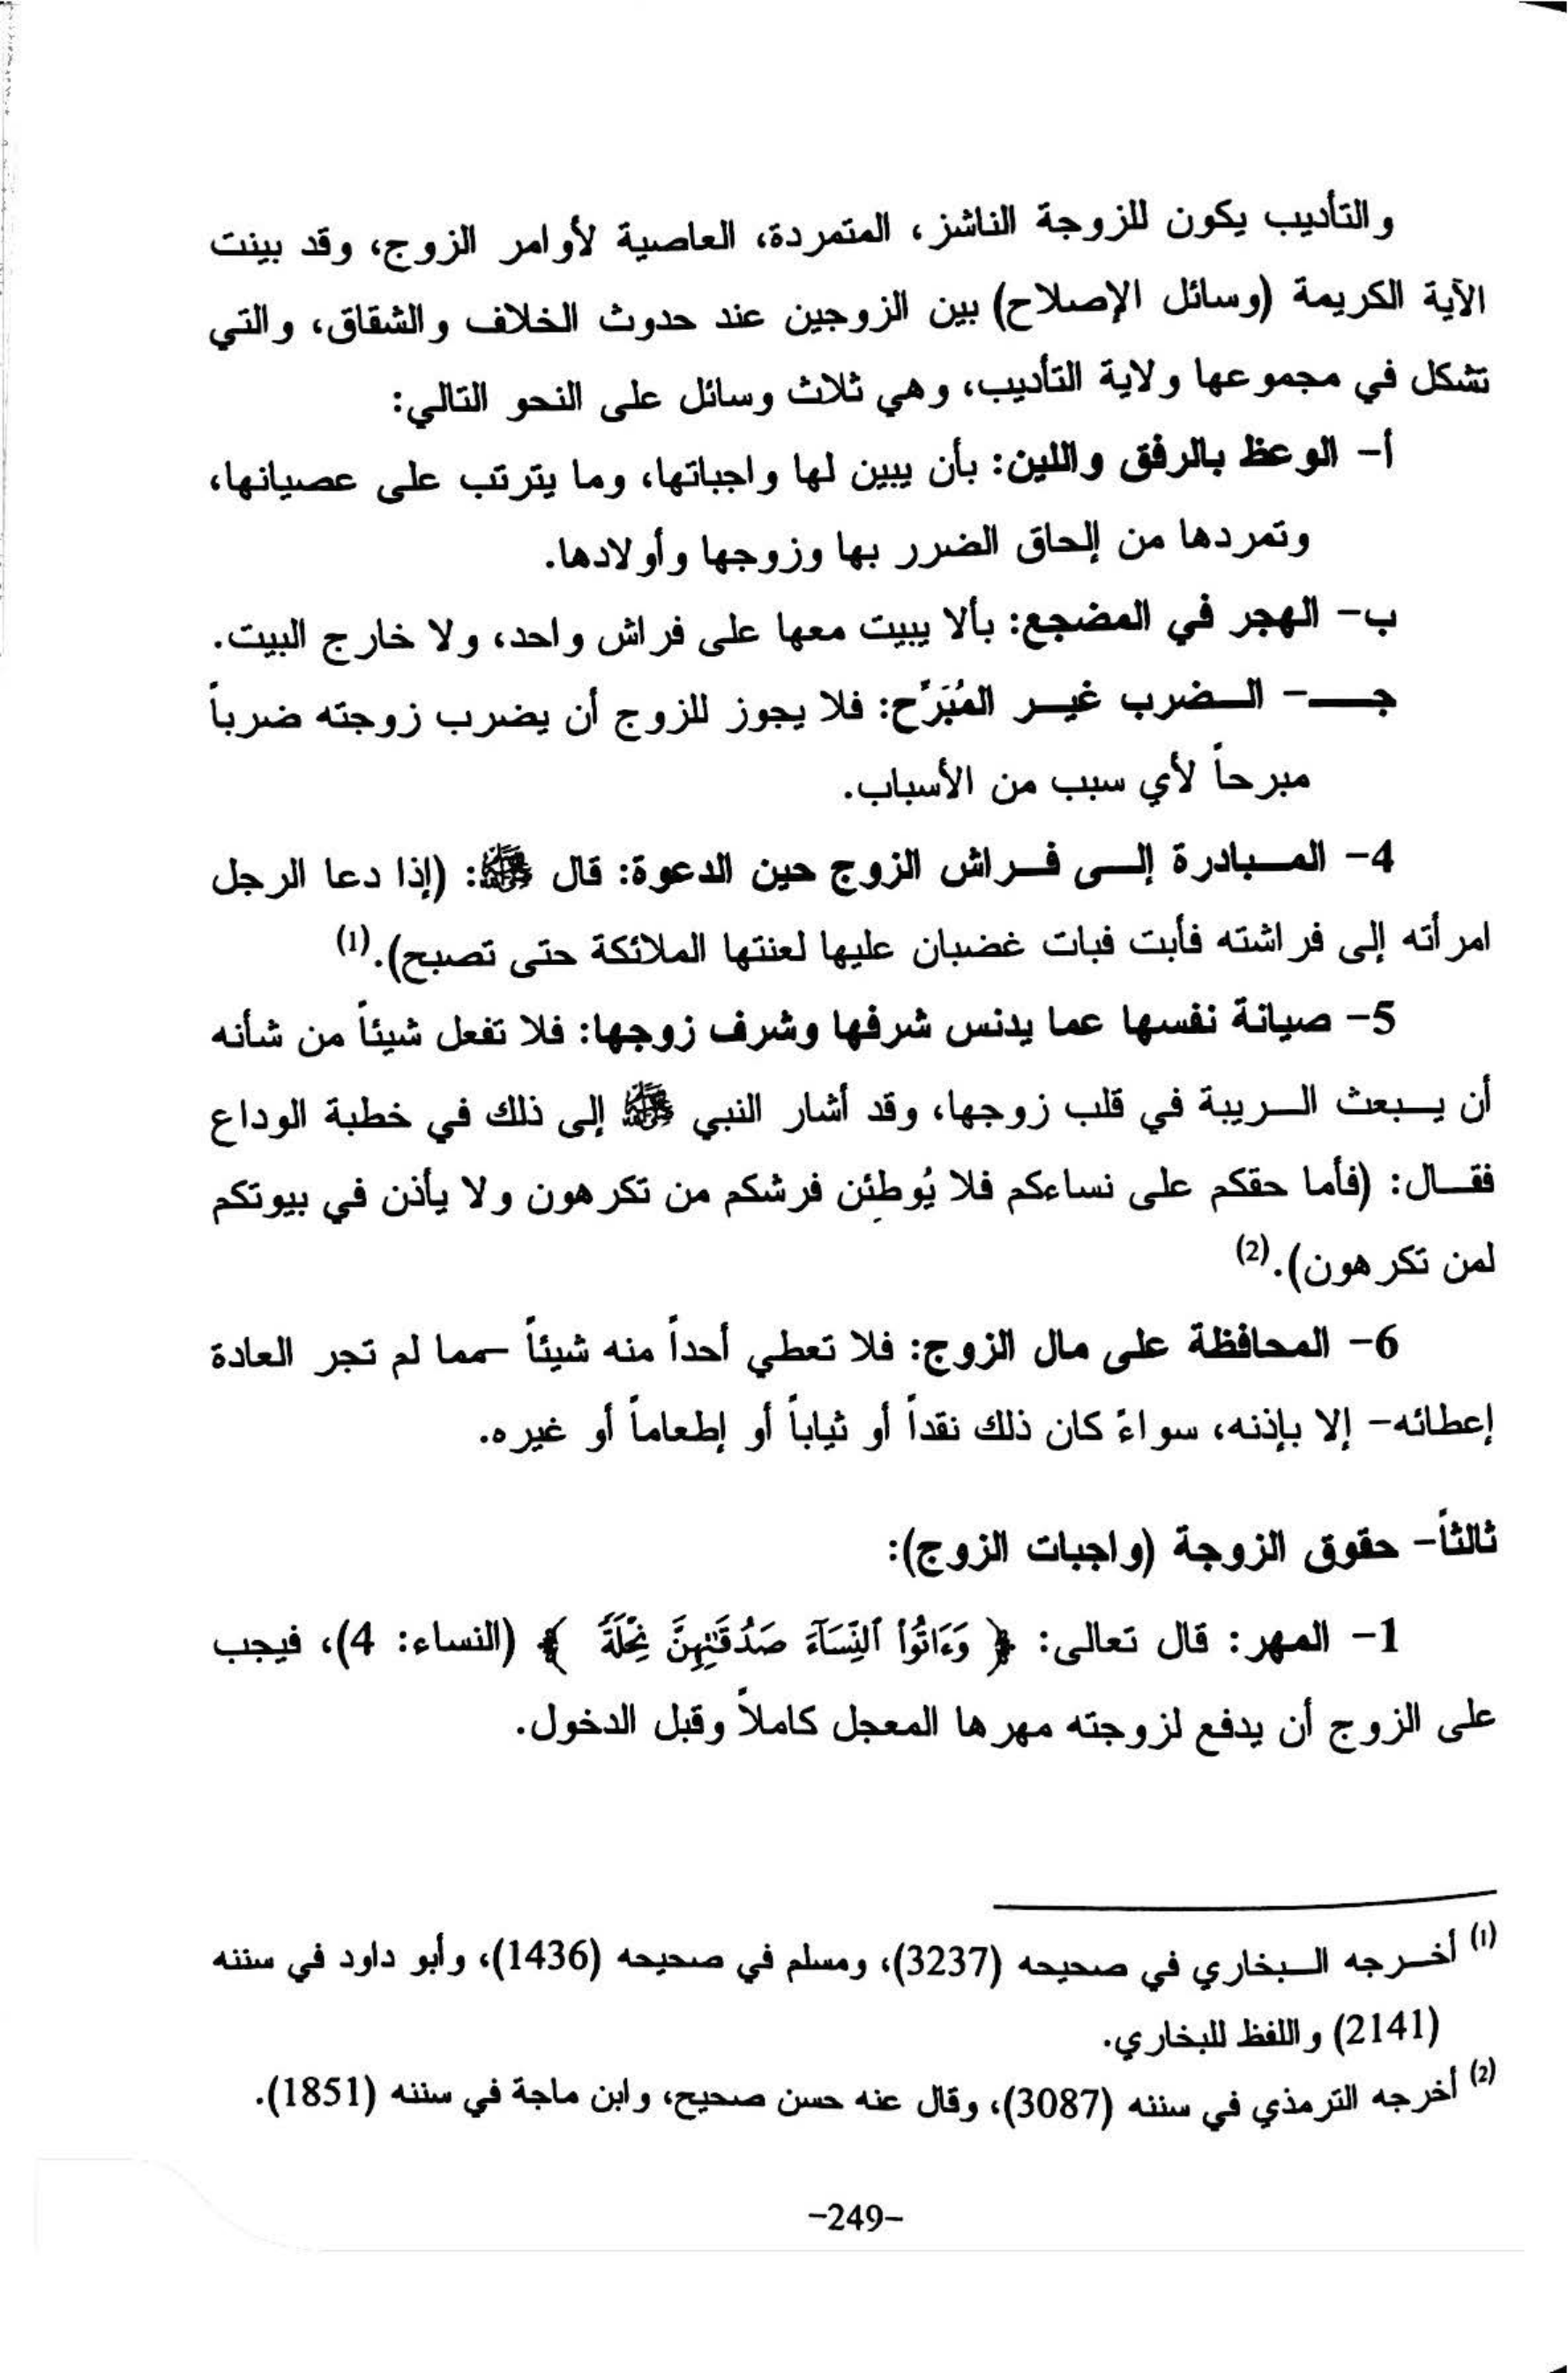 والتأديب يكون للزوجة الناشز، المتمردة، العاصية لأوامر الزوج، وقد بينت
الآية الكريمة (وسائل الإصلاح) بين الزوجين عند حدوث الخلاف والشقاق، والتي
تشكل في مجموعها ولاية التأديب، وهي ثلاث وسائل على النحو التالي:
أ- الوعظ بالرفق واللين: بأن يبين لها واجباتها، وما يترتب على عصيانها،
وتمردها من إلحاق الضرر بها وزوجها وأولادها.
ب- الهجر في المضجع: بألا يبيت معها على فراش واحد، ولا خارج البيت.
جـ- الضرب غير المُبَرِّح: فلا يجوز للزوج أن يضرب زوجته ضرباً
مبرحاً لأي سبب من الأسباب.
4- المبادرة إلى فراش الزوج حين الدعوة: قال ﷺ: (إذا دعا الرجل
امرأته إلى فراشته فأبت فبات غضبان عليها لعنتها الملائكة حتى تصبح).(1)
5- صيانة نفسها عما يدنس شرفها وشرف زوجها: فلا تفعل شيئاً من شأنه
أن يبعث الريبة في قلب زوجها، وقد أشار النبي ﷺ إلى ذلك في خطبة الوداع
فقال: (فأما حقكم على نساءكم فلا يُوطِئن فرشكم من تكرهون ولا يأذن في بيوتكم
لمن تكرهون).(2)
6- المحافظة على مال الزوج: فلا تعطي أحداً منه شيئاً -مما لم تجر العادة
إعطائه- إلا بإذنه، سواءً كان ذلك نقداً أو ثياباً أو إطعاماً أو غيره.
ثالثاً- حقوق الزوجة (واجبات الزوج):
1- المهر: قال تعالى: ﴿ وَءَاتُوا۟ ٱلنِّسَآءَ صَدُقَـٰتِهِنَّ نِحْلَةً ﴾ (النساء: 4)، فيجب
على الزوج أن يدفع لزوجته مهرها المعجل كاملاً وقبل الدخول.
(1) أخرجه البخاري في صحيحه (3237)، ومسلم في صحيحه (1436)، وأبو داود في سننه
(2141) واللفظ للبخاري.
(2) أخرجه الترمذي في سننه (3087)، وقال عنه حسن صحيح، وابن ماجة في سننه (1851).
-249-